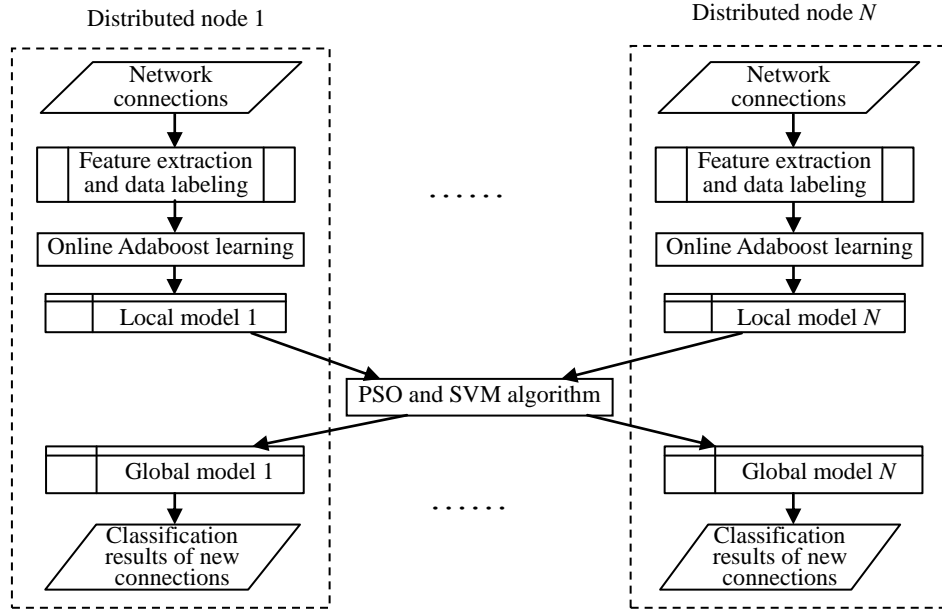 Distributed node 1
Network
connections
Feature extraction
and data labeling
Online Adaboost learning
Local model 1
Distributed node N
Network
connections
Feature extraction
and data labeling
Online Adaboost learning
Local model N
. . . . . .
PSO and SVM algorithm
Global model 1
Classification
results of new
connections
. . . . . .
Global model N
Classification
results of new
connections